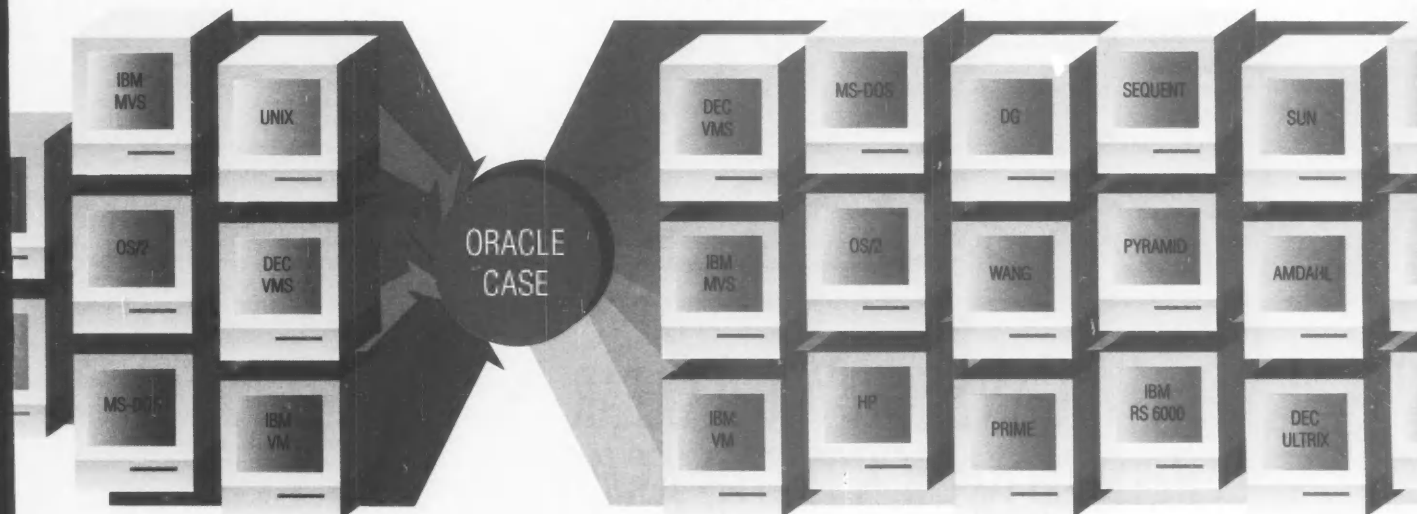 IBM
MVS
UNIX
OS/2
DEC
VMS
MS-DOS
IBM
VM
ORACLE
CASE
DEC
VMS
MS-DOS
DG
SEQUENT
SUN
IBM
MVS
OS/2
WANG
PYRAMID
AMDAHL
IBM
VM
HP
PRIME
IBM
RS 6000
DEC
ULTRIX